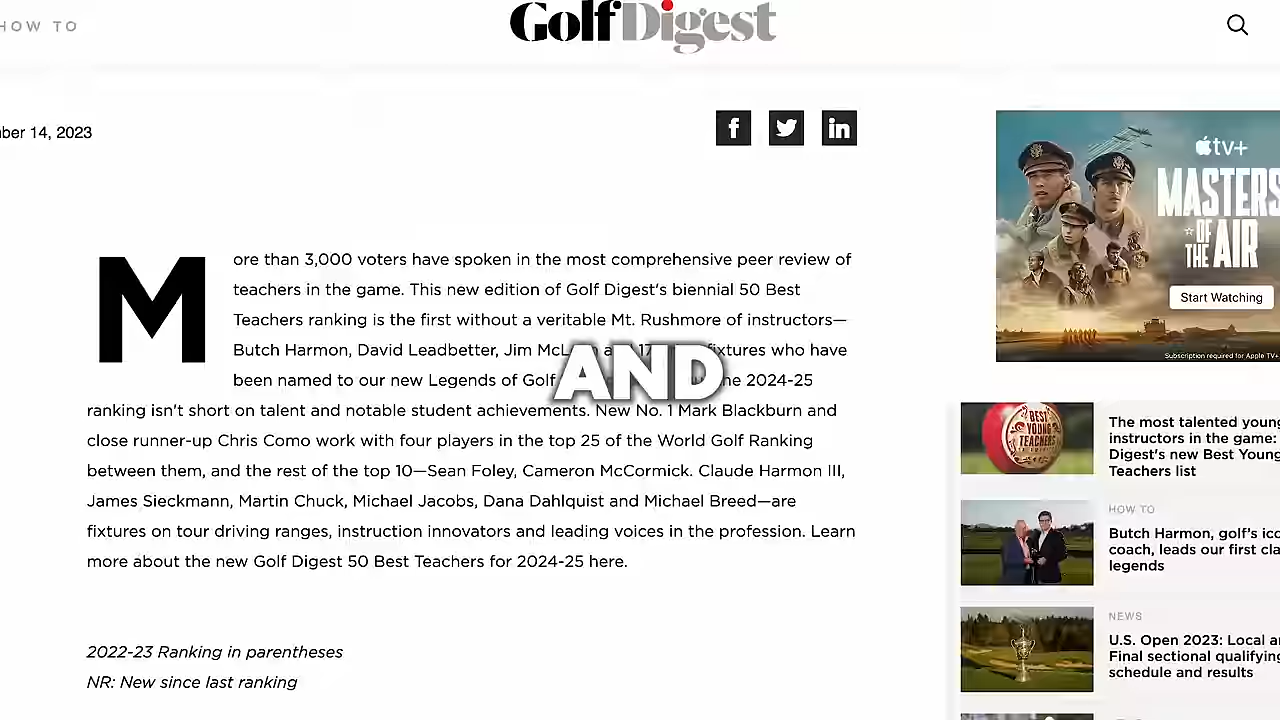 HOW TO
Golf Digest
ber 14, 2023
More than 3,000 voters have spoken in the most comprehensive peer review of
teachers in the game. This new edition of Golf Digest's biennial 50 Best
Teachers ranking is the first without a veritable Mt. Rushmore of instructors—
Butch Harmon, David Leadbetter, Jim fixtures who have
been named to our new Legends of Golf 2024-25
AND
ranking isn't short on talent and notable student achievements. New No. 1 Mark Blackburn and
close runner-up Chris Como work with four players in the top 25 of the World Golf Ranking
between them, and the rest of the top 10—Sean Foley, Cameron McCormick. Claude Harmon III,
James Sieckmann, Martin Chuck, Michael Jacobs, Dana Dahlquist and Michael Breed—are
fixtures on tour driving ranges, instruction innovators and leading voices in the profession. Learn
more about the new Golf Digest 50 Best Teachers for 2024-25 here.
2022-23 Ranking in parentheses
NR: New since last ranking
tv+
MASTERS
OF
THE AIR
Start Watching
Subscription required for Apple TV+
BEST
YOUNG
TEACHERS
The most talented young
instructors in the game:
Digest's new Best Young
Teachers list
HOW TO
Butch Harmon, golf's
coach, leads our first
legends
NEWS
U.S. Open 2023: Local
Final sectional qualifying
schedule and results